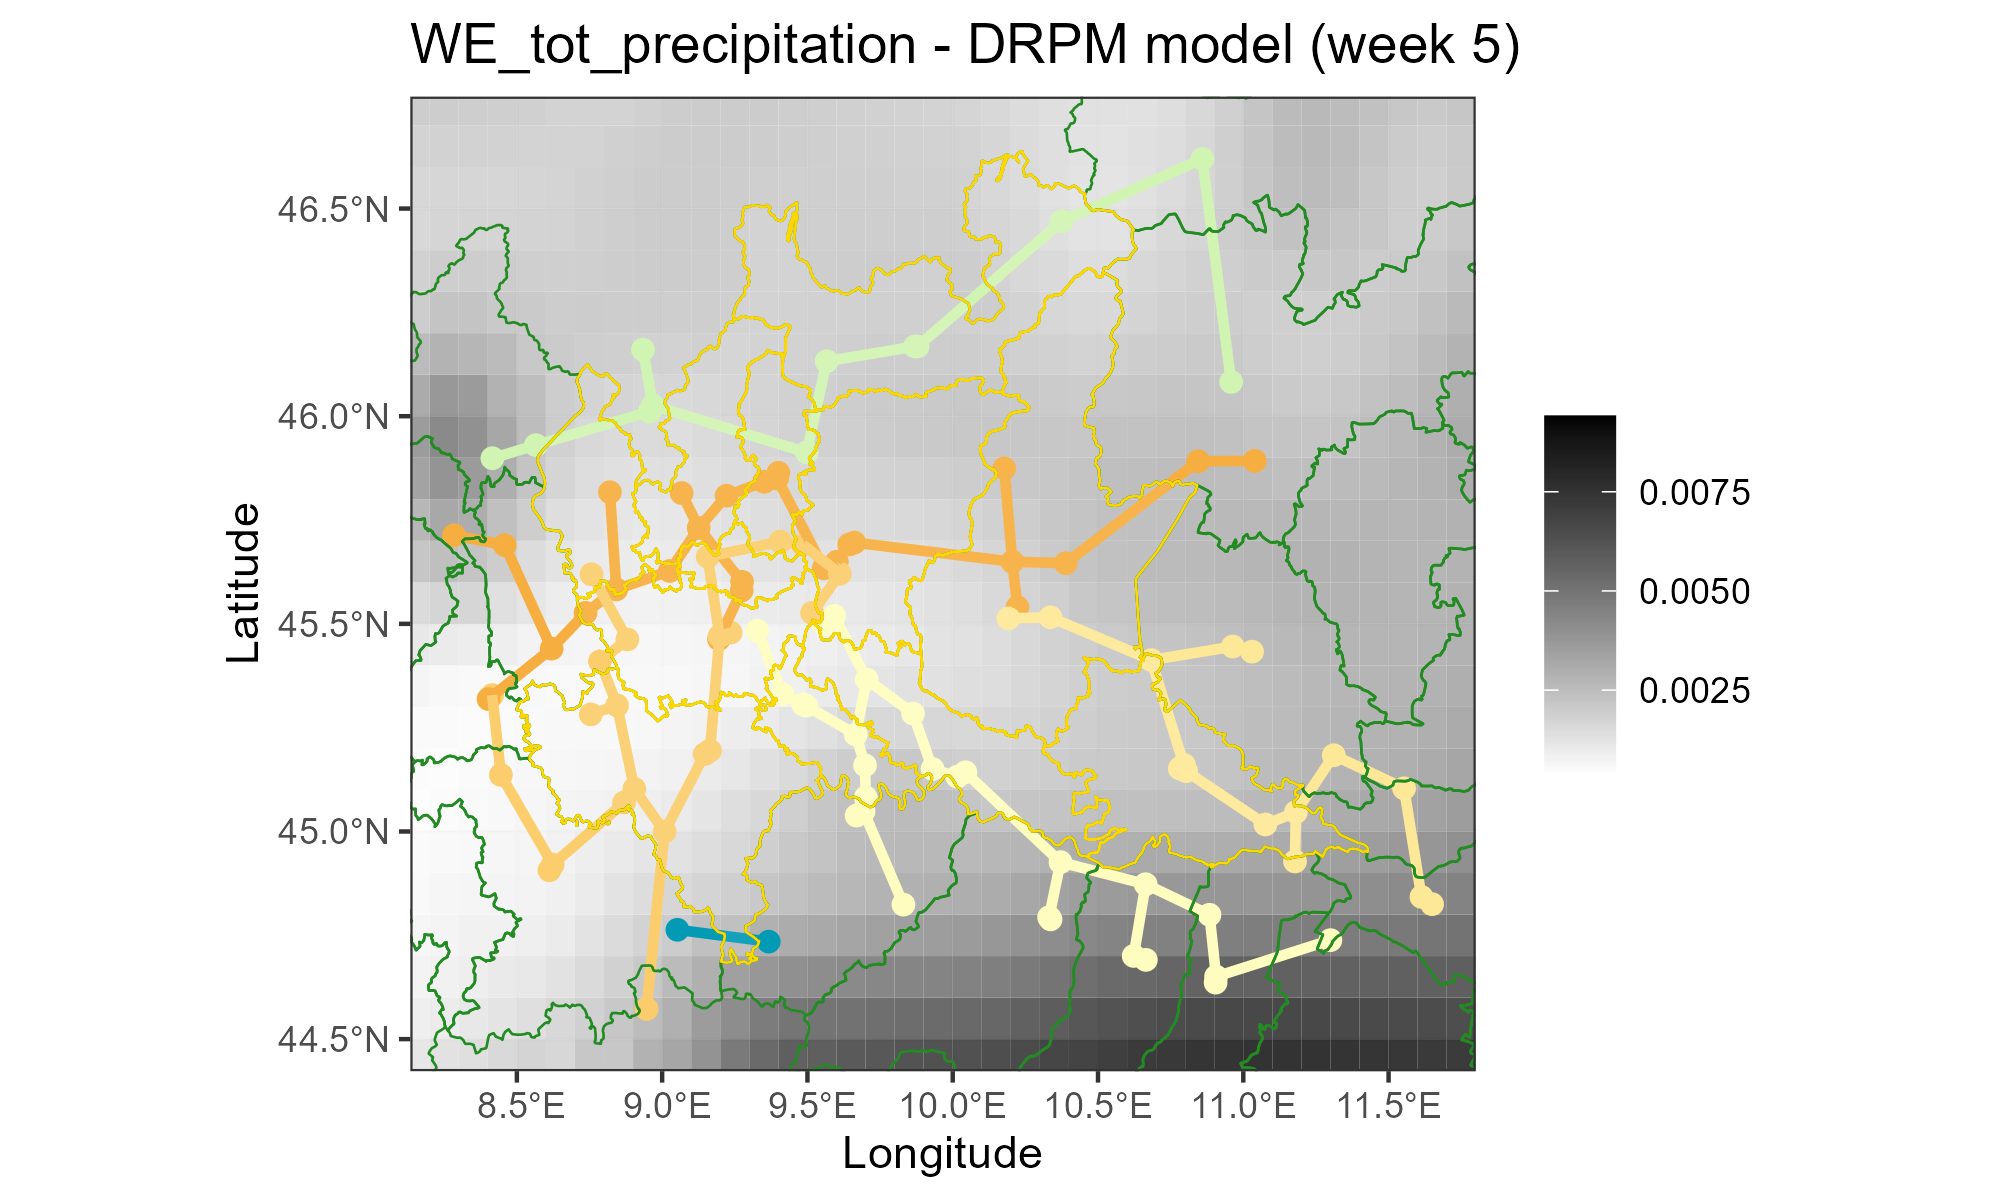 WE_tot_precipitation - DRPM model (week 5)
46.5°N
46.0°N
45.5°N
45.0°N
44.5°N
Latitude
8.5°E
9.0°E
9.5°E
10.0°E
10.5°E
11.0°E
11.5°E
Longitude
0.0075
0.0050
0.0025